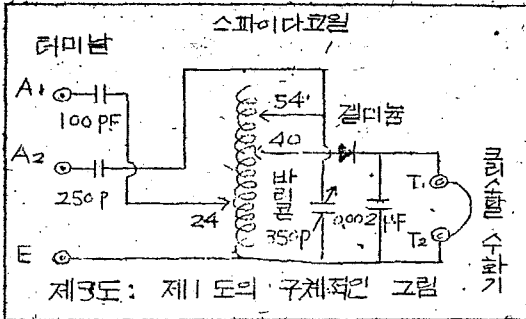 스파이다코일
터미날
A1
100PF
A2
250P
E
54
40
24
겔마늄
바리콘
350P
0,002 μF
T1
T2
크리스탈 수화기
제3도: 제1도의 구체적인 그림